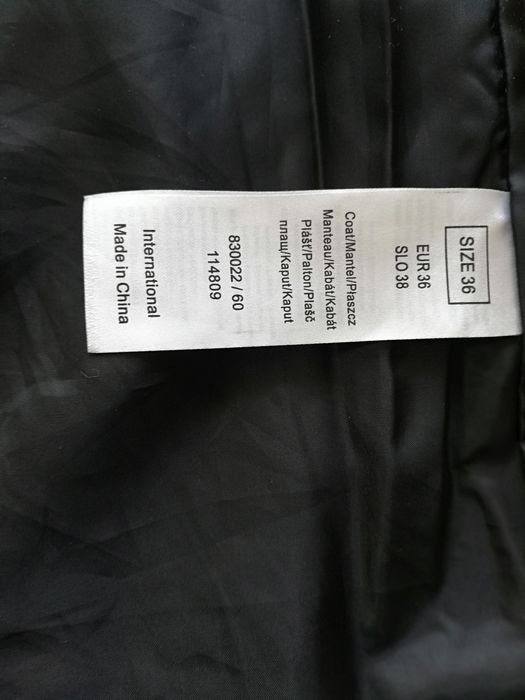 SIZE 36
EUR 36
SLO 38
Coat/Mantel/Płaszcz
Manteau/Kabát/Kabát
Plášť/Palton/Plašč
плащ/Kaput/Kaput
830022 / 60
114809
International
Made in China